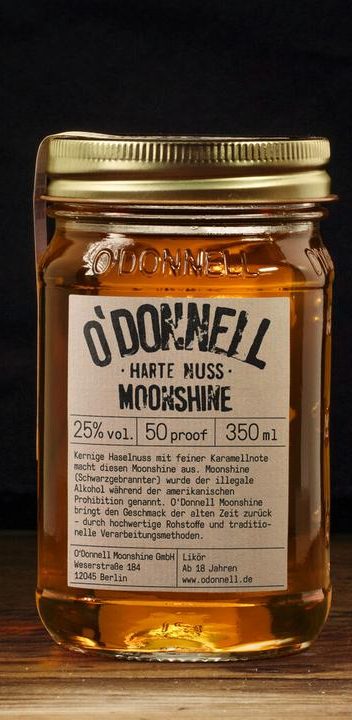 O'DONNELL
O'DONNELL
· HARTE NUSS ·
MOONSHINE
25% vol. 50 proof 350 ml
Kernige Haselnuss mit feiner Karamellnote
macht diesen Moonshine aus. Moonshine
(Schwarzgebrannter) wurde der illegale
Alkohol während der amerikanischen
Prohibition genannt. O'Donnell Moonshine
bringt den Geschmack der alten Zeit zurück
- durch hochwertige Rohstoffe und traditio-
nelle Verarbeitungsmethoden.
O'Donnell Moonshine GmbH
Weserstraße 184
12045 Berlin
Likör
Ab 18 Jahren
www.odonnell.de